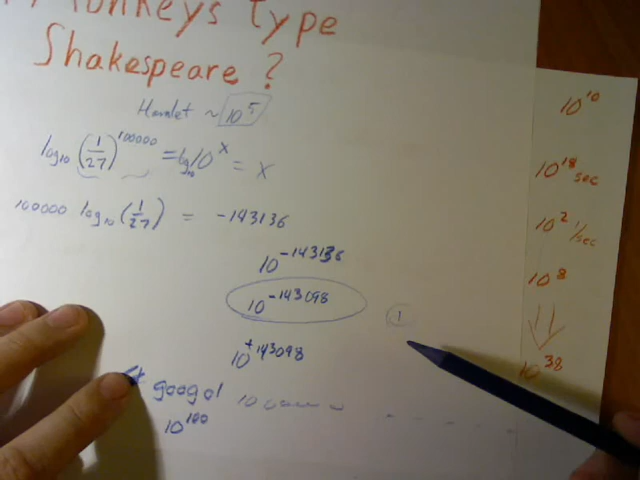 Monkeys type
Shakespeare ?
Hamlet ~ 10^5
log10 (1/27)^100000 = log10 10^x = x
100000 log10 (1/27) = -143136
10^-143136
10^-143098
1
10^+143098
googol 10
10^100
10^10
10^18 sec
10^2 1/sec
10^8
10^38